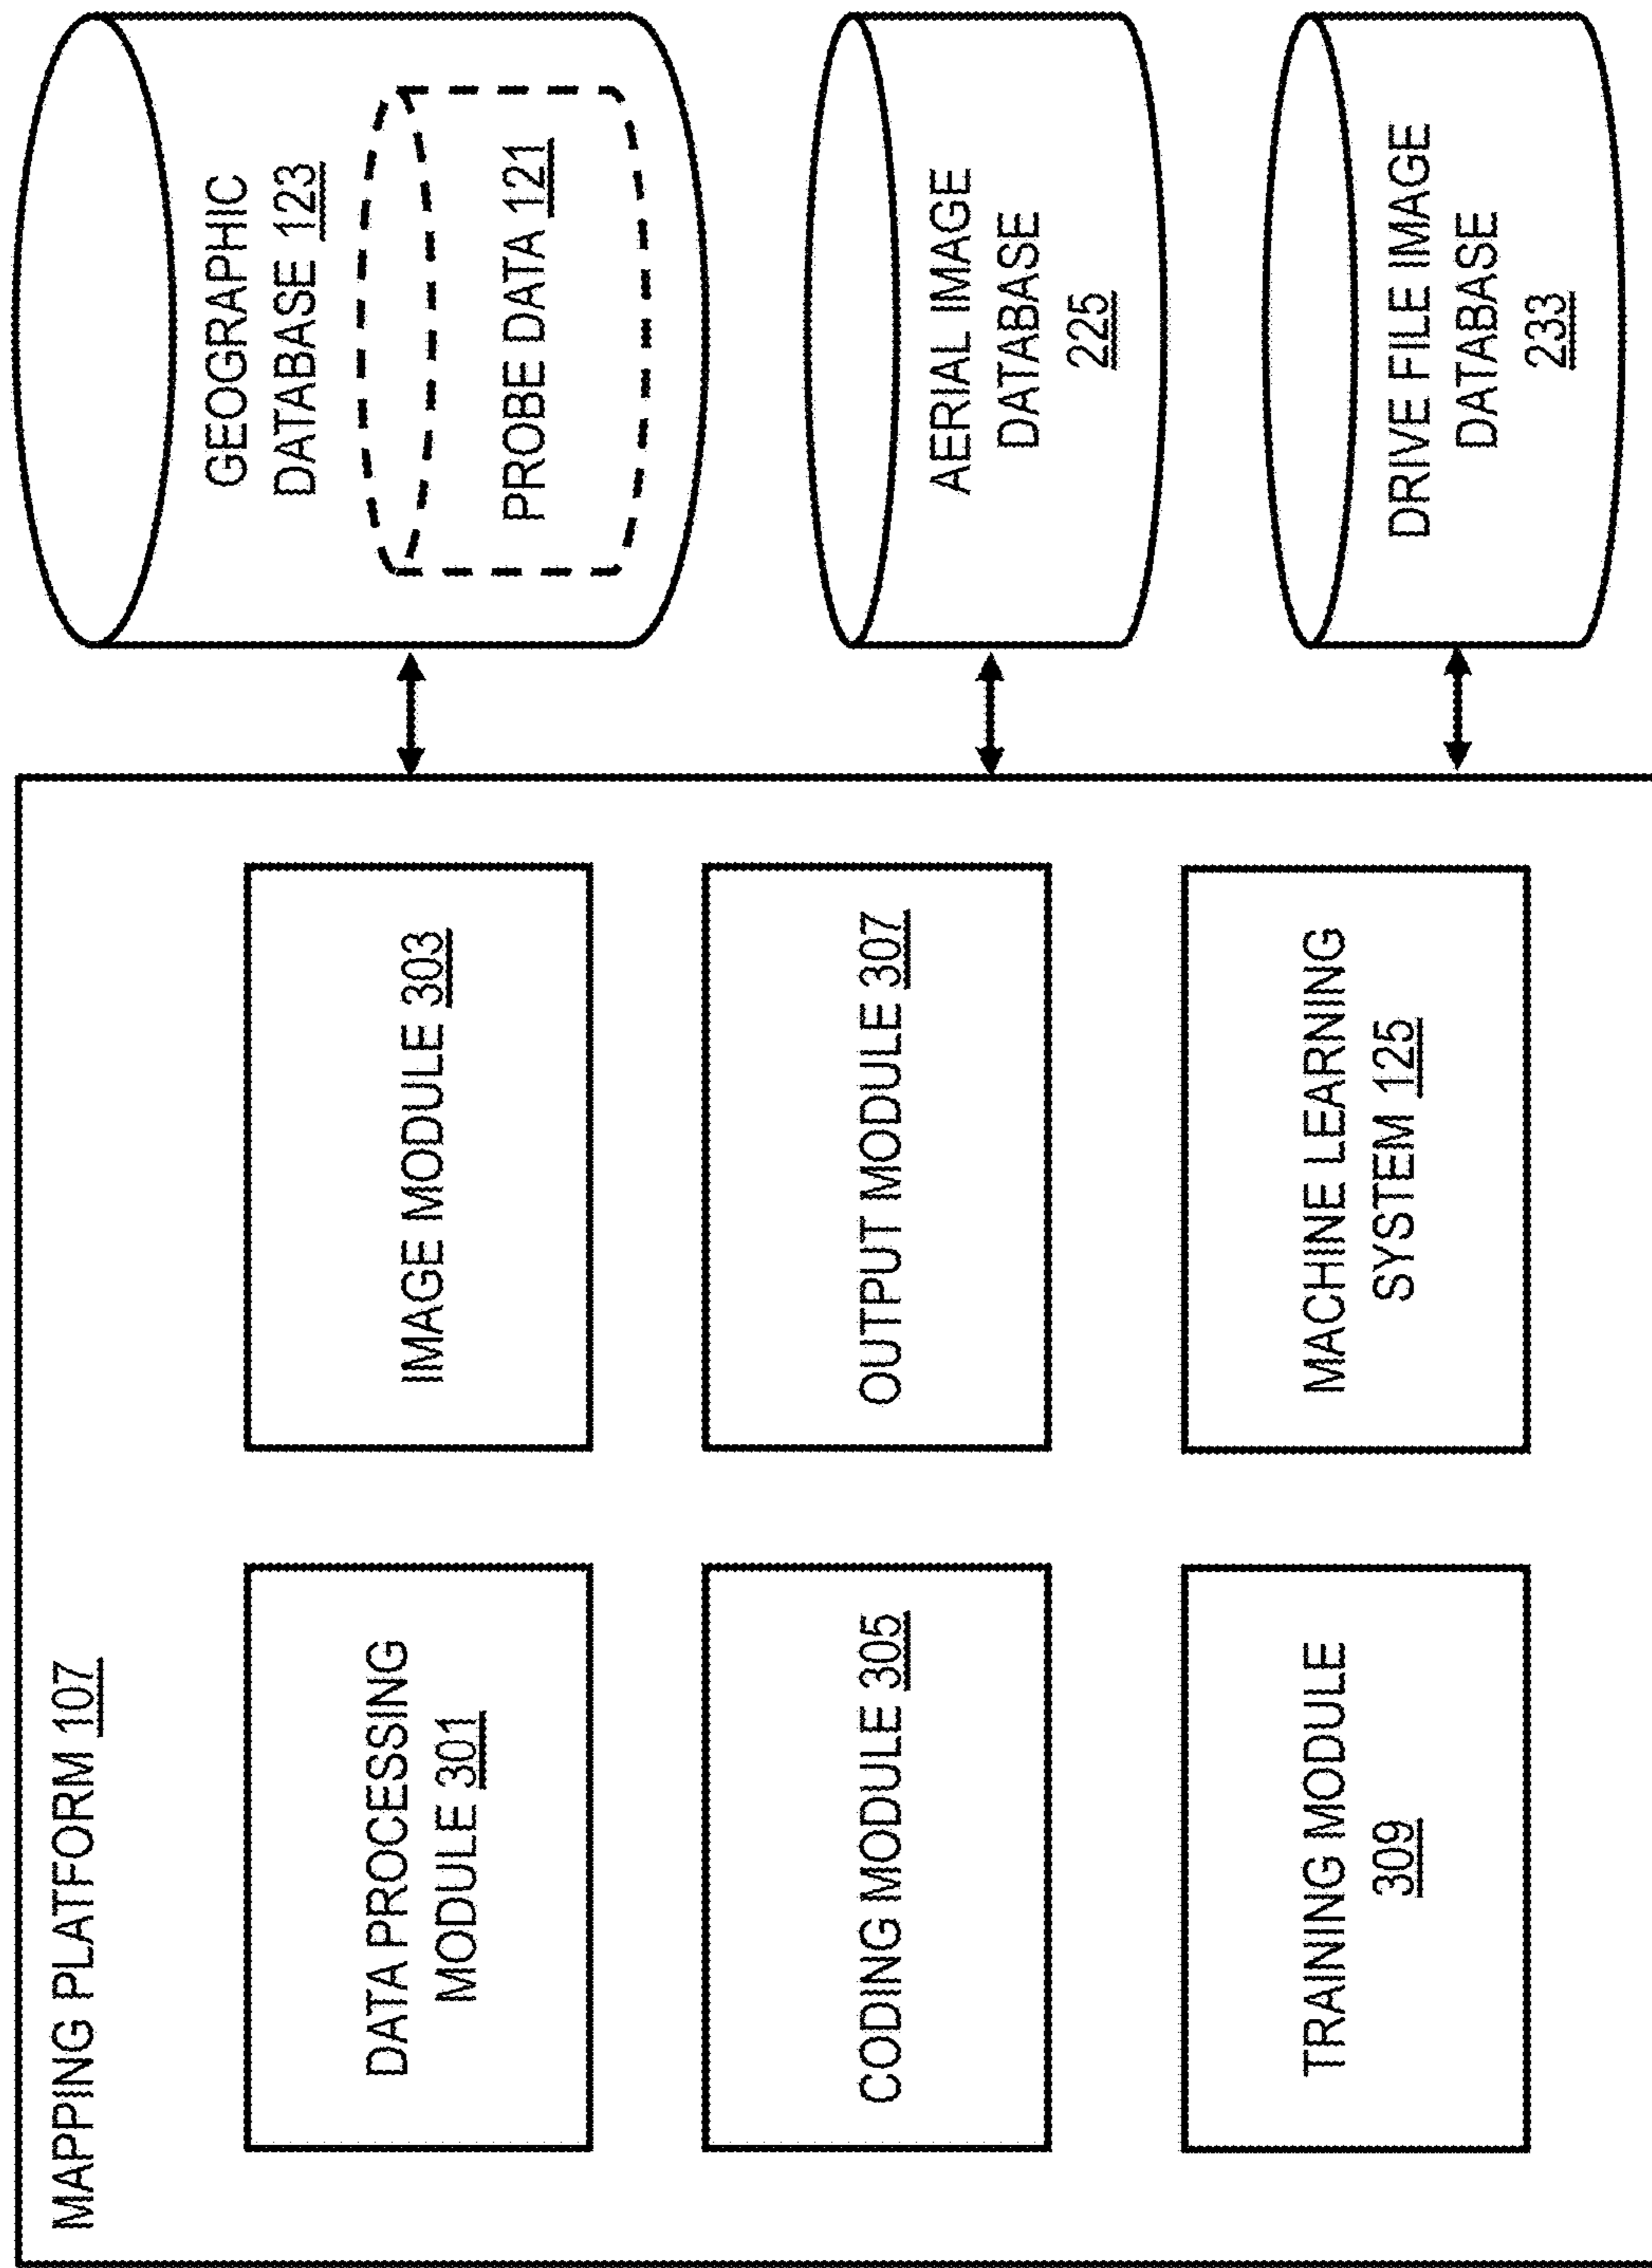 MAPPING PLATFORM 107
DATA PROCESSING
MODULE 301
IMAGE MODULE 303
CODING MODULE 305
OUTPUT MODULE 307
TRAINING MODULE
309
MACHINE LEARNING
SYSTEM 125
GEOGRAPHIC
DATABASE 123
PROBE DATA 121
AERIAL IMAGE
DATABASE
225
DRIVE FILE IMAGE
DATABASE
233